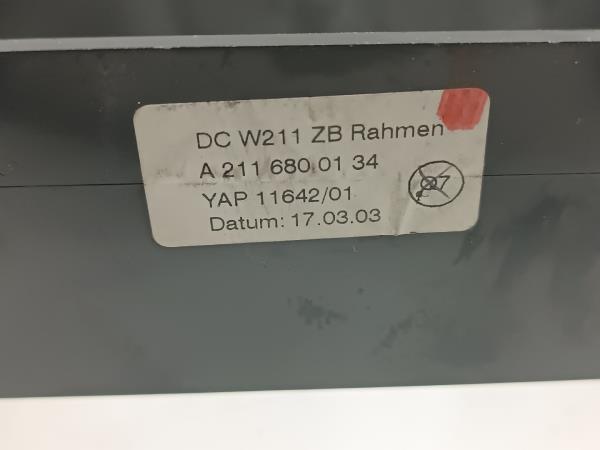 DC W211 ZB Rahmen
A 211 680 01 34
YAP 11642/01
Datum: 17.03.03